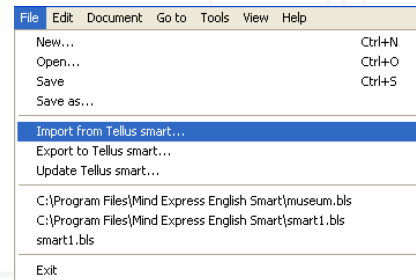 File Edit Document Go to Tools View Help
New... Ctrl+N
Open... Ctrl+O
Save Ctrl+S
Save as...
Import from Tellus smart...
Export to Tellus smart...
Update Tellus smart...
C:\Program Files\Mind Express English Smart\museum.bls
C:\Program Files\Mind Express English Smart\smart1.bls
smart1.bls
Exit